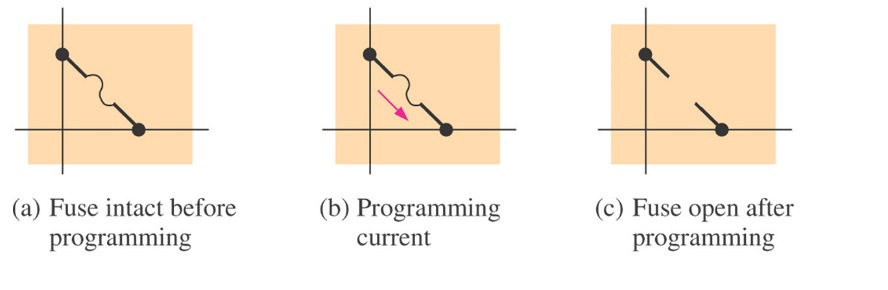 (a) Fuse intact before
programming
(b) Programming
current
(c) Fuse open after
programming